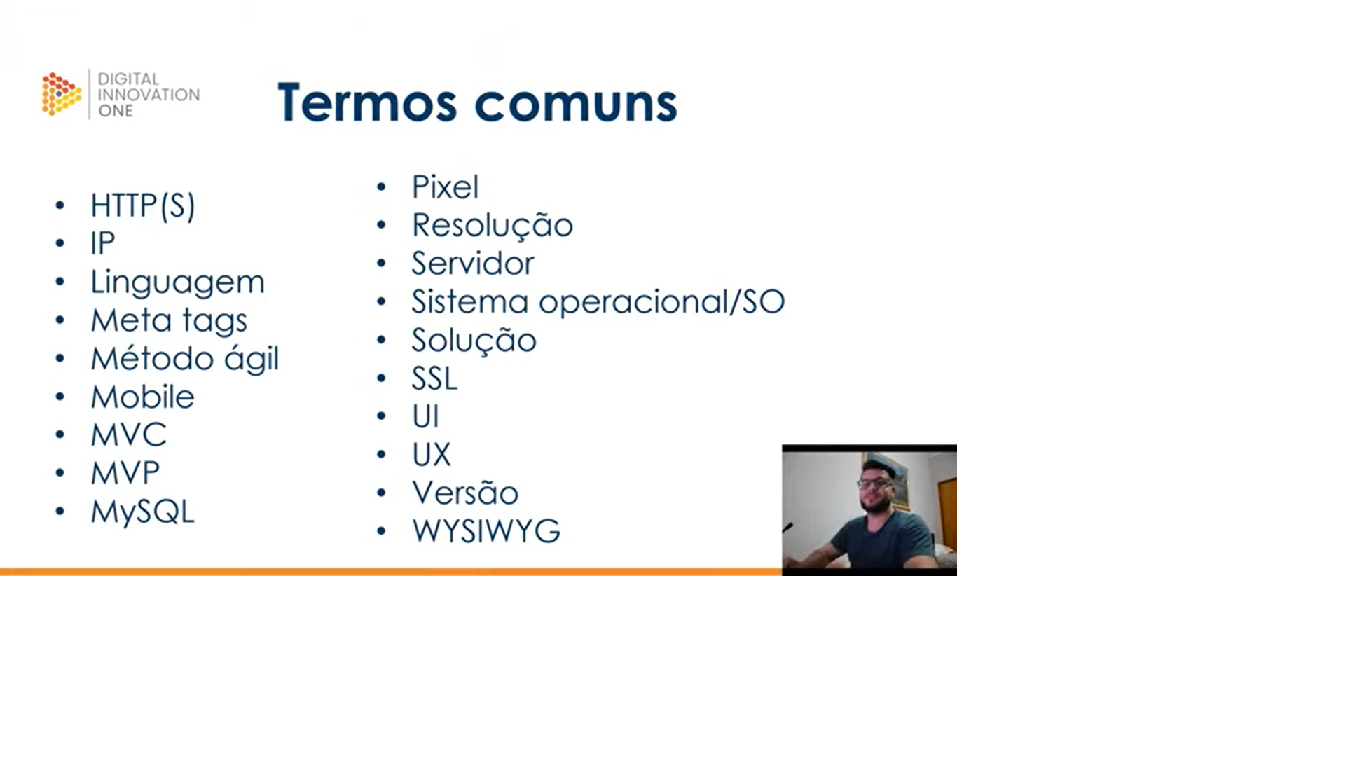 DIGITAL
INNOVATION
ONE
Termos comuns
• HTTP(S)
• IP
• Linguagem
• Meta tags
• Método ágil
• Mobile
• MVC
• MVP
• MySQL
• Pixel
• Resolução
• Servidor
• Sistema operacional/SO
• Solução
• SSL
• UI
• UX
• Versão
• WYSIWYG